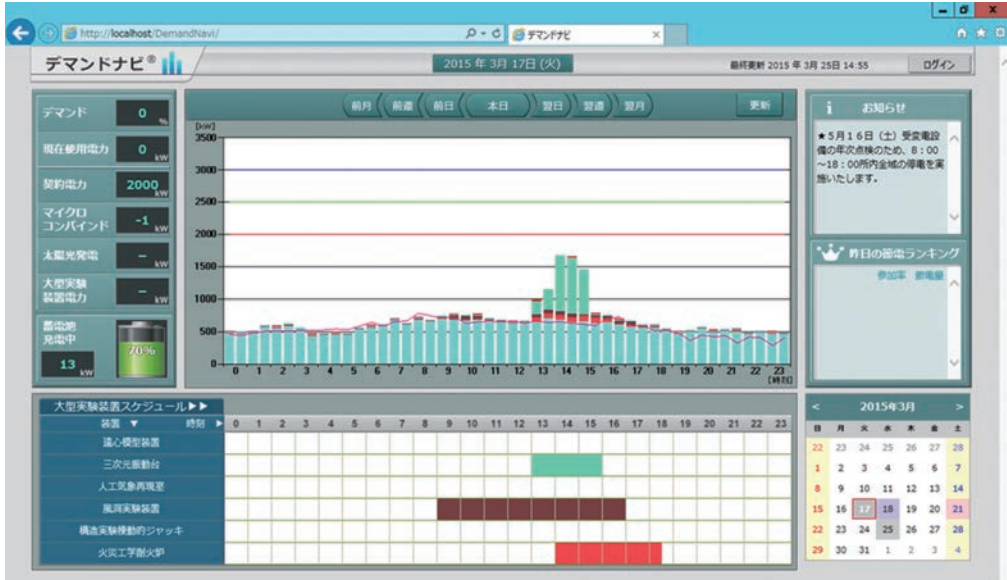 http://localhost/DemandNavi/
デマンドナビ
デマンドナビ®
2015 年 3月 17日 (火)
最終更新 2015 年 3月 25日 14:55
ログイン
デマンド
0
%
現在使用電力
0
kW
契約電力
2000
kW
マイクロ
コンバインド
-1
kW
太陽光発電
－
kW
大型実験
装置電力
－
kW
蓄電池
充電中
13
kW
70%
前月
前週
前日
本日
翌日
翌週
翌月
更新
[kW]
3500
3000
2500
2000
1500
1000
500
0
0 1 2 3 4 5 6 7 8 9 10 11 12 13 14 15 16 17 18 19 20 21 22 23
[時刻]
i お知らせ
★5月16日（土）受変電設
備の年次点検のため、8：00
～18：00所内全域の停電を実
施いたします。
昨日の節電ランキング
参加率 節電量
大型実験装置スケジュール▶▶
装置 ▼ 時刻 ▶ 0 1 2 3 4 5 6 7 8 9 10 11 12 13 14 15 16 17 18 19 20 21 22 23
遠心模型装置
三次元振動台
人工気象再現室
風洞実験装置
構造実験棟動的ジャッキ
火災工学耐火炉
< 2015年3月 >
日 月 火 水 木 金 土
22 23 24 25 26 27 28
1 2 3 4 5 6 7
8 9 10 11 12 13 14
15 16 17 18 19 20 21
22 23 24 25 26 27 28
29 30 31 1 2 3 4